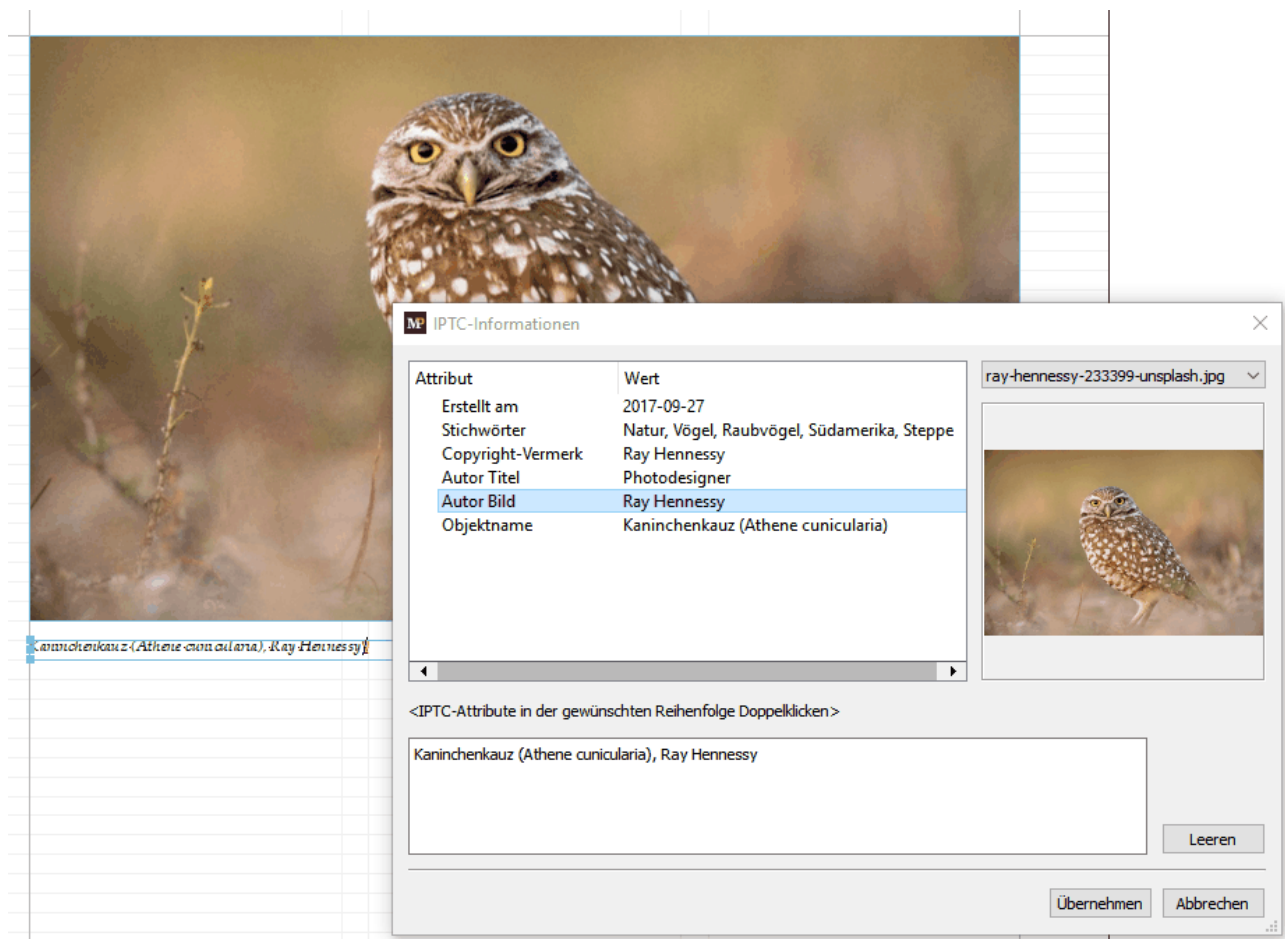 MP IPTC-Informationen
Attribut Wert
Erstellt am 2017-09-27
Stichwörter Natur, Vögel, Raubvögel, Südamerika, Steppe
Copyright-Vermerk Ray Hennessy
Autor Titel Photodesigner
Autor Bild Ray Hennessy
Objektname Kaninchenkauz (Athene cunicularia)
ray-hennessy-233399-unsplash.jpg
Kaninchenkauz (Athene cunicularia), Ray Hennessy
<IPTC-Attribute in der gewünschten Reihenfolge Doppelklicken>
Kaninchenkauz (Athene cunicularia), Ray Hennessy
Leeren
Übernehmen Abbrechen